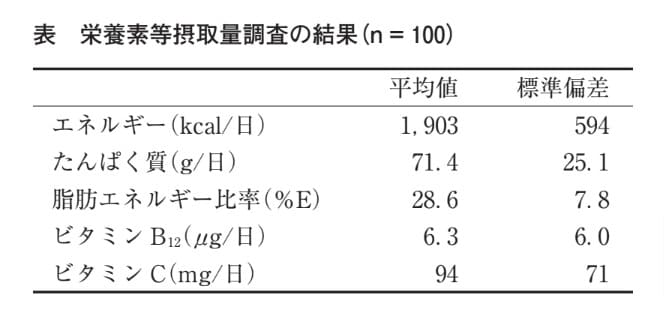 表　栄養素等摂取量調査の結果(n = 100)
平均値　標準偏差
エネルギー(kcal/日)　1,903　594
たんぱく質(g/日)　71.4　25.1
脂肪エネルギー比率(%E)　28.6　7.8
ビタミン B₁₂(μg/日)　6.3　6.0
ビタミン C(mg/日)　94　71